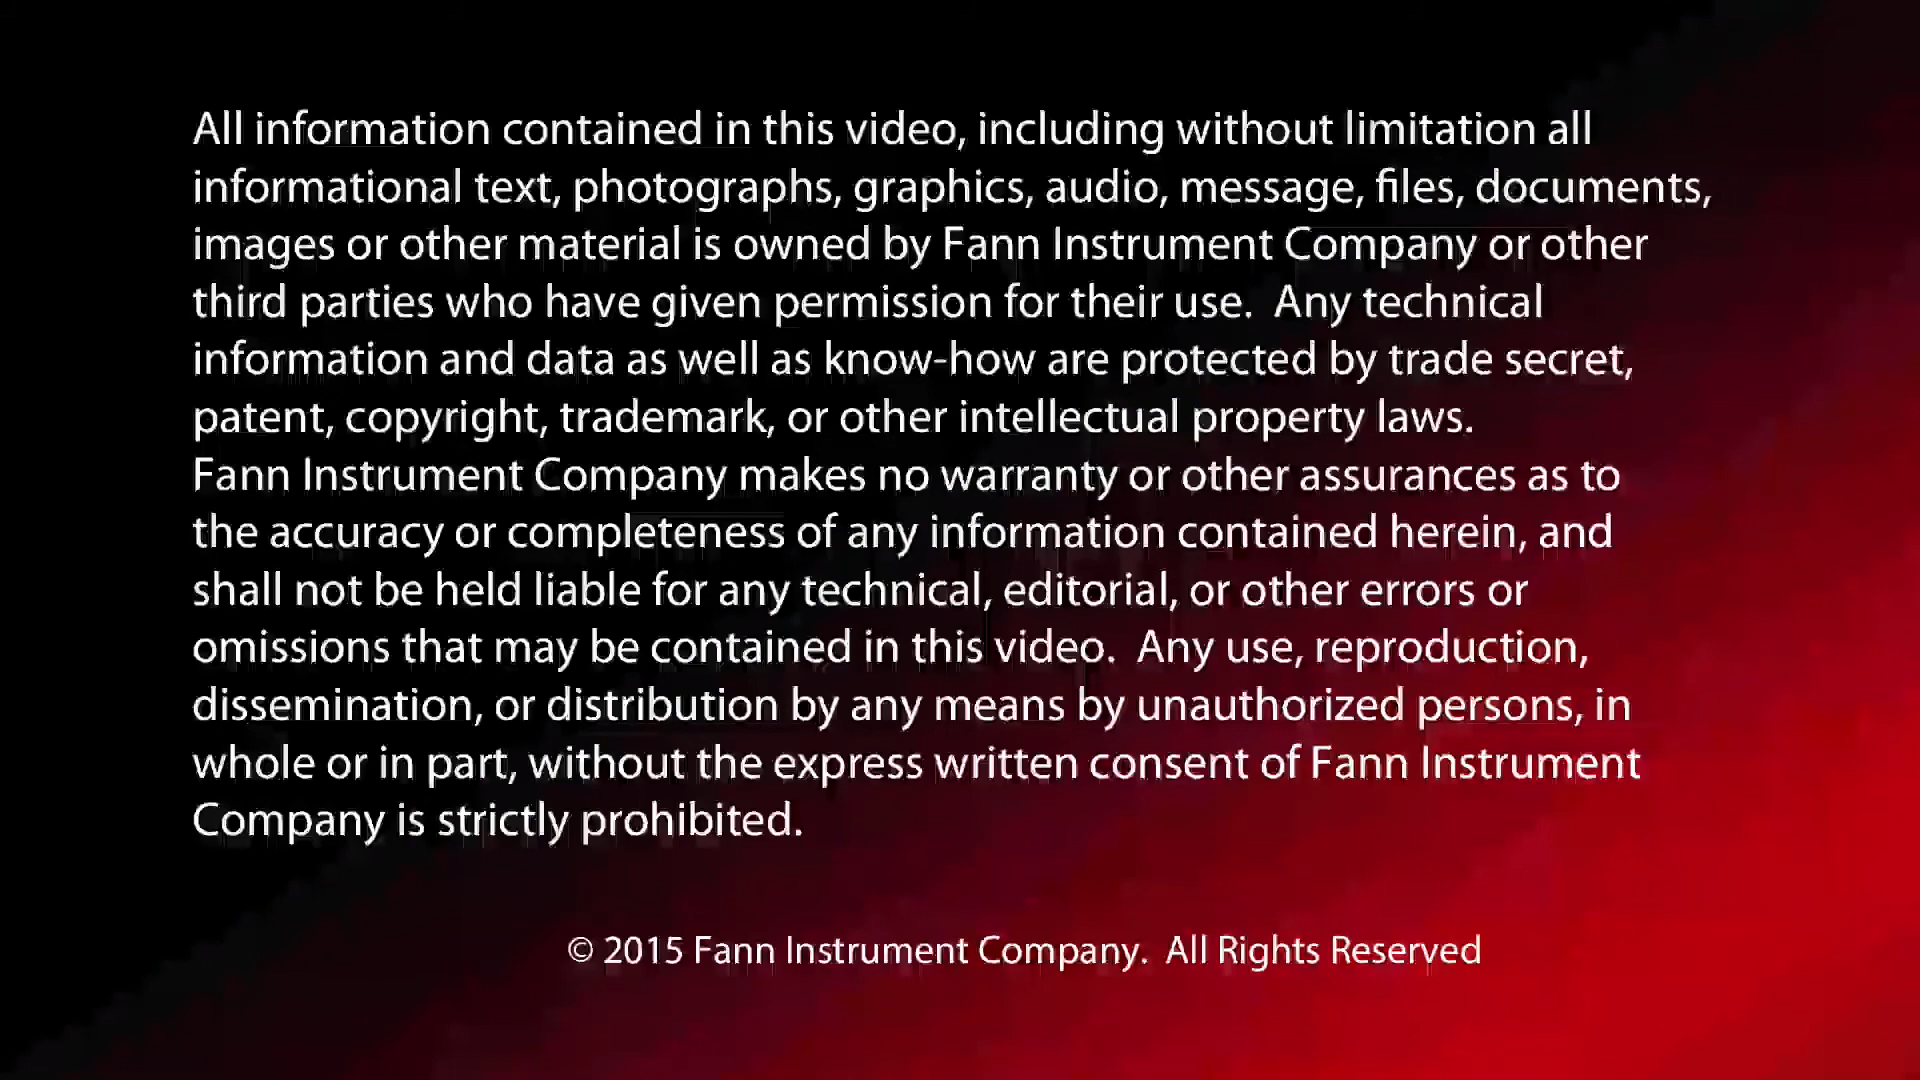 All information contained in this video, including without limitation all
informational text, photographs, graphics, audio, message, files, documents,
images or other material is owned by Fann Instrument Company or other
third parties who have given permission for their use.  Any technical
information and data as well as know-how are protected by trade secret,
patent, copyright, trademark, or other intellectual property laws.
Fann Instrument Company makes no warranty or other assurances as to
the accuracy or completeness of any information contained herein, and
shall not be held liable for any technical, editorial, or other errors or
omissions that may be contained in this video.  Any use, reproduction,
dissemination, or distribution by any means by unauthorized persons, in
whole or in part, without the express written consent of Fann Instrument
Company is strictly prohibited.
© 2015 Fann Instrument Company.  All Rights Reserved